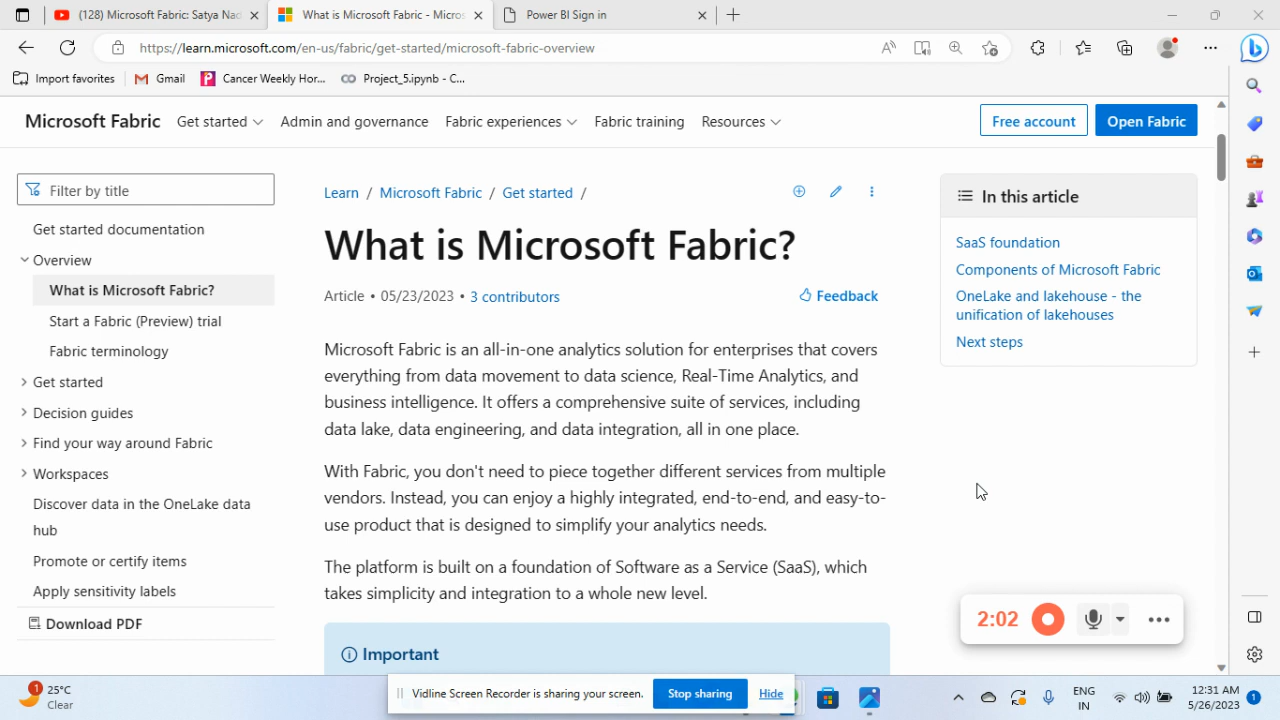 (128) Microsoft Fabric: Satya Nad
What is Microsoft Fabric - Micros
Power BI Sign in
https://learn.microsoft.com/en-us/fabric/get-started/microsoft-fabric-overview
Import favorites
Gmail
Cancer Weekly Hor...
Project_5.ipynb - C...
Microsoft Fabric
Get started
Admin and governance
Fabric experiences
Fabric training
Resources
Free account
Open Fabric
Filter by title
Get started documentation
Overview
What is Microsoft Fabric?
Start a Fabric (Preview) trial
Fabric terminology
Get started
Decision guides
Find your way around Fabric
Workspaces
Discover data in the OneLake data
hub
Promote or certify items
Apply sensitivity labels
Download PDF
Learn / Microsoft Fabric / Get started /
What is Microsoft Fabric?
Article • 05/23/2023 • 3 contributors
Feedback
Microsoft Fabric is an all-in-one analytics solution for enterprises that covers
everything from data movement to data science, Real-Time Analytics, and
business intelligence. It offers a comprehensive suite of services, including
data lake, data engineering, and data integration, all in one place.
With Fabric, you don't need to piece together different services from multiple
vendors. Instead, you can enjoy a highly integrated, end-to-end, and easy-to-
use product that is designed to simplify your analytics needs.
The platform is built on a foundation of Software as a Service (SaaS), which
takes simplicity and integration to a whole new level.
Important
In this article
SaaS foundation
Components of Microsoft Fabric
OneLake and lakehouse - the
unification of lakehouses
Next steps
2:02
Vidline Screen Recorder is sharing your screen.
Stop sharing
Hide
1
25°C
Clear
ENG
IN
12:31 AM
5/26/2023
1